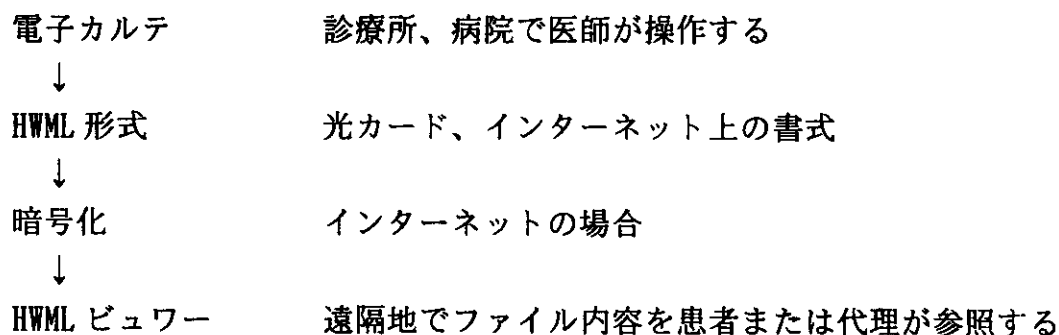 電子カルテ 診療所、病院で医師が操作する
↓
HWML 形式 光カード、インターネット上の書式
↓
暗号化 インターネットの場合
↓
HWML ビュワー 遠隔地でファイル内容を患者または代理が参照する